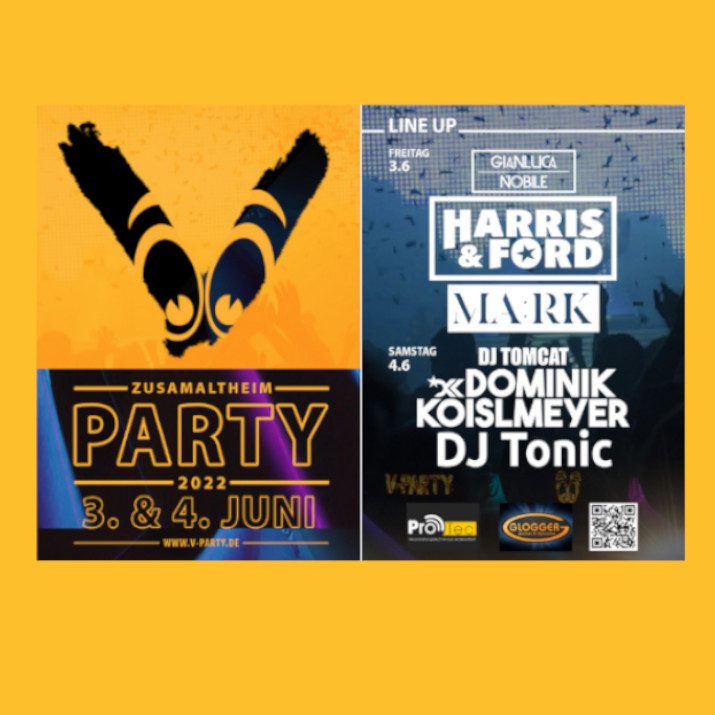 ZUSAMALTHEIM
PARTY
2022
3. & 4. JUNI
WWW.V-PARTY.DE
LINE UP
FREITAG
3.6
GIANLUCA
NOBILE
HARRIS
& FORD
MA:RK
SAMSTAG
4.6
DJ TOMCAT
DOMINIK
KOISLMEYER
DJ Tonic
V-PARTY
ProTec
GLOGGER